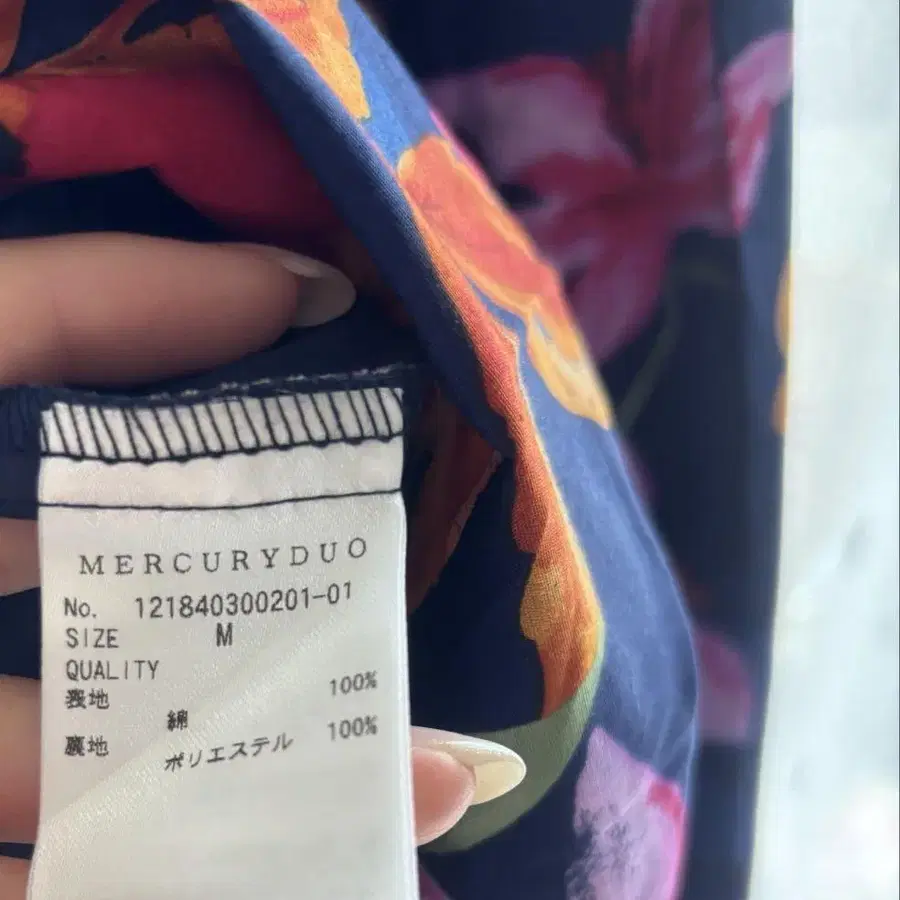 MERCURYDUO
No. 121840300201-01
SIZE M
QUALITY
表地 綿 100%
裏地 ポリエステル 100%